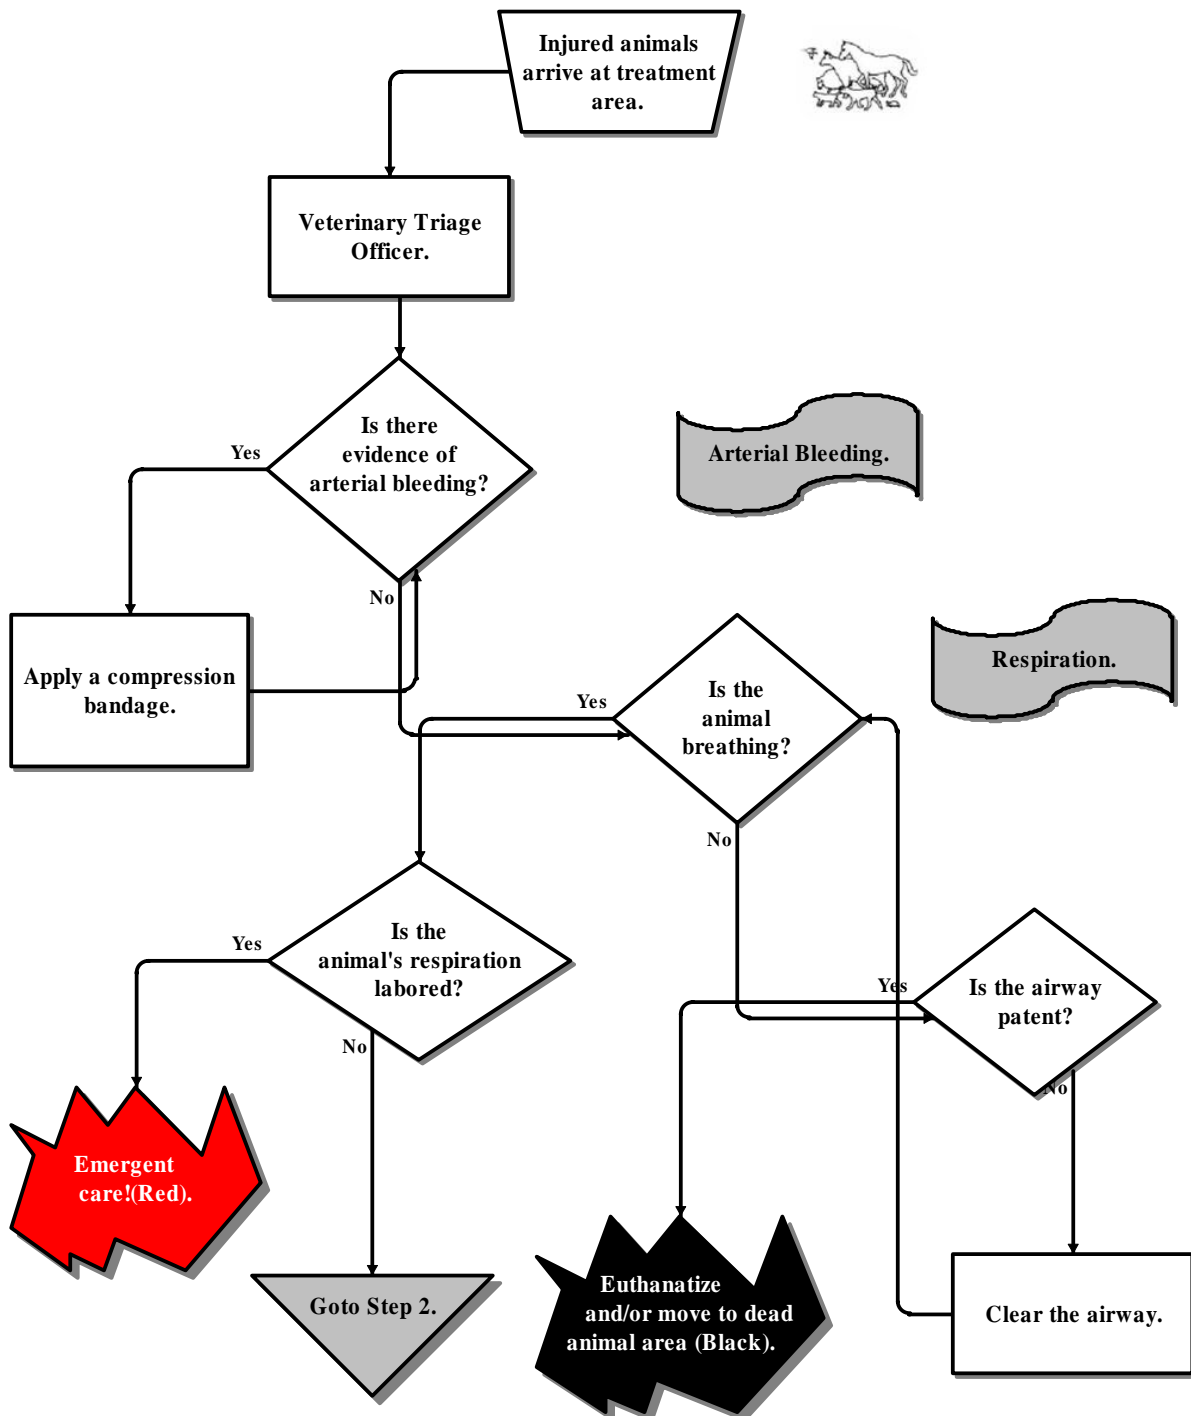 Injured animals
arrive at treatment
area.
Veterinary Triage
Officer.
Is there
evidence of
arterial bleeding?
Yes
No
Arterial Bleeding.
Apply a compression
bandage.
Respiration.
Is the
animal
breathing?
Yes
No
Is the
animal's respiration
labored?
Yes
No
Is the airway
patent?
Yes
No
Emergent
care!(Red).
Goto Step 2.
Euthanatize
and/or move to dead
animal area (Black).
Clear the airway.